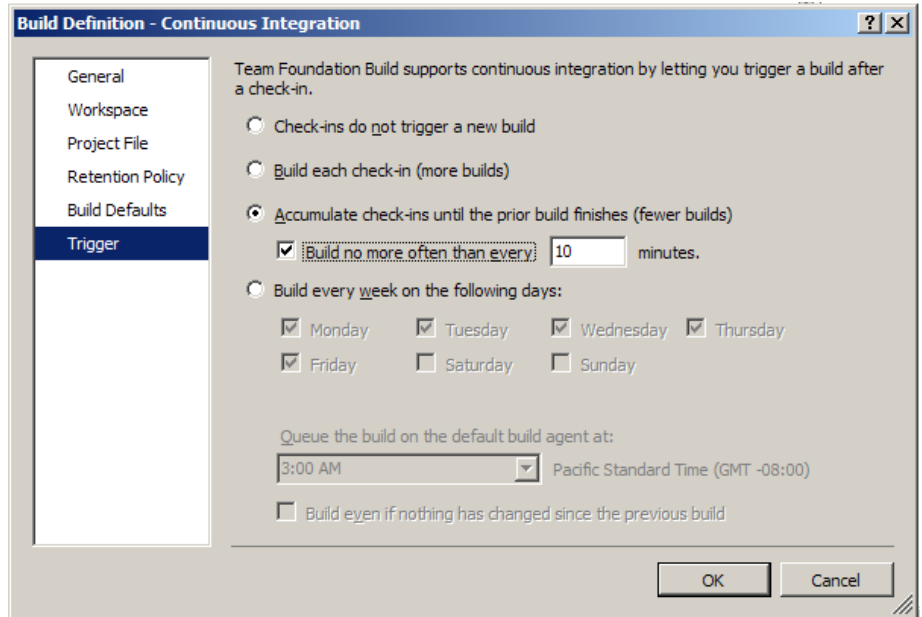 Build Definition - Continuous Integration
General
Workspace
Project File
Retention Policy
Build Defaults
Trigger
Team Foundation Build supports continuous integration by letting you trigger a build after
a check-in.
Check-ins do not trigger a new build
Build each check-in (more builds)
Accumulate check-ins until the prior build finishes (fewer builds)
Build no more often than every 10 minutes.
Build every week on the following days:
Monday Tuesday Wednesday Thursday
Friday Saturday Sunday
Queue the build on the default build agent at:
3:00 AM Pacific Standard Time (GMT -08:00)
Build even if nothing has changed since the previous build
OK Cancel